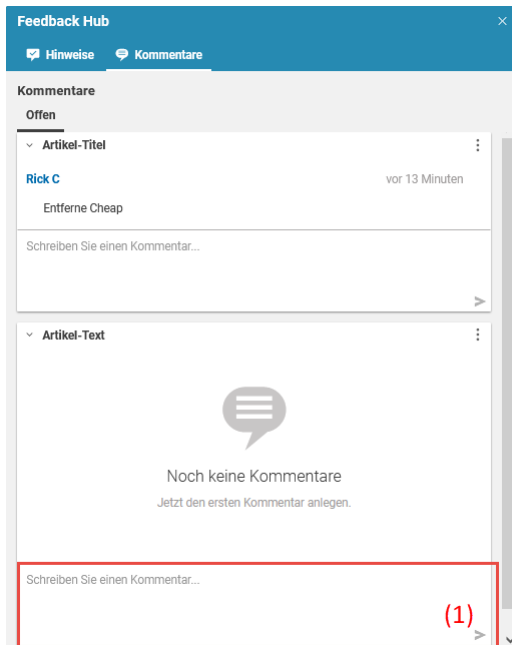 Feedback Hub
Hinweise Kommentare
Kommentare
Offen
Artikel-Titel
Rick C vor 13 Minuten
Entferne Cheap
Schreiben Sie einen Kommentar...
Artikel-Text
Noch keine Kommentare
Jetzt den ersten Kommentar anlegen.
Schreiben Sie einen Kommentar...
(1)